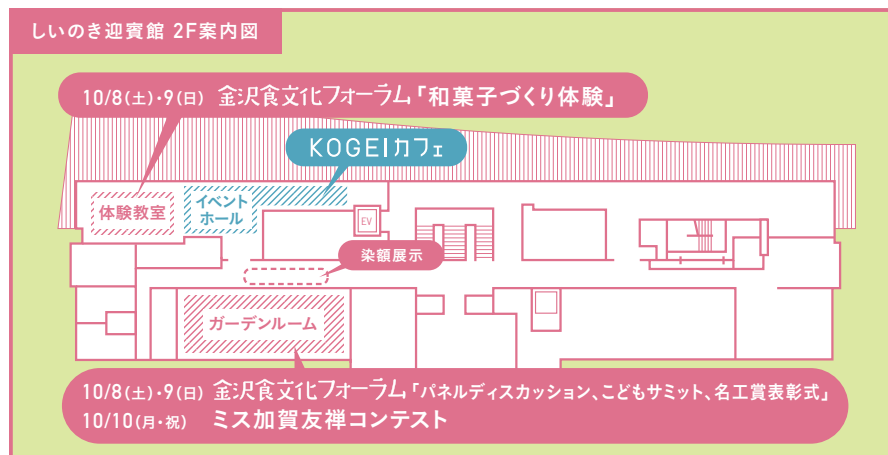 しいのき迎賓館 2F案内図
10/8(土)・9(日) 金沢食文化フォーラム「和菓子づくり体験」
KOGEIカフェ
体験教室
イベント
ホール
EV
染額展示
ガーデンルーム
10/8(土)・9(日) 金沢食文化フォーラム「パネルディスカッション、こどもサミット、名工賞表彰式」
10/10(月・祝) ミス加賀友禅コンテスト